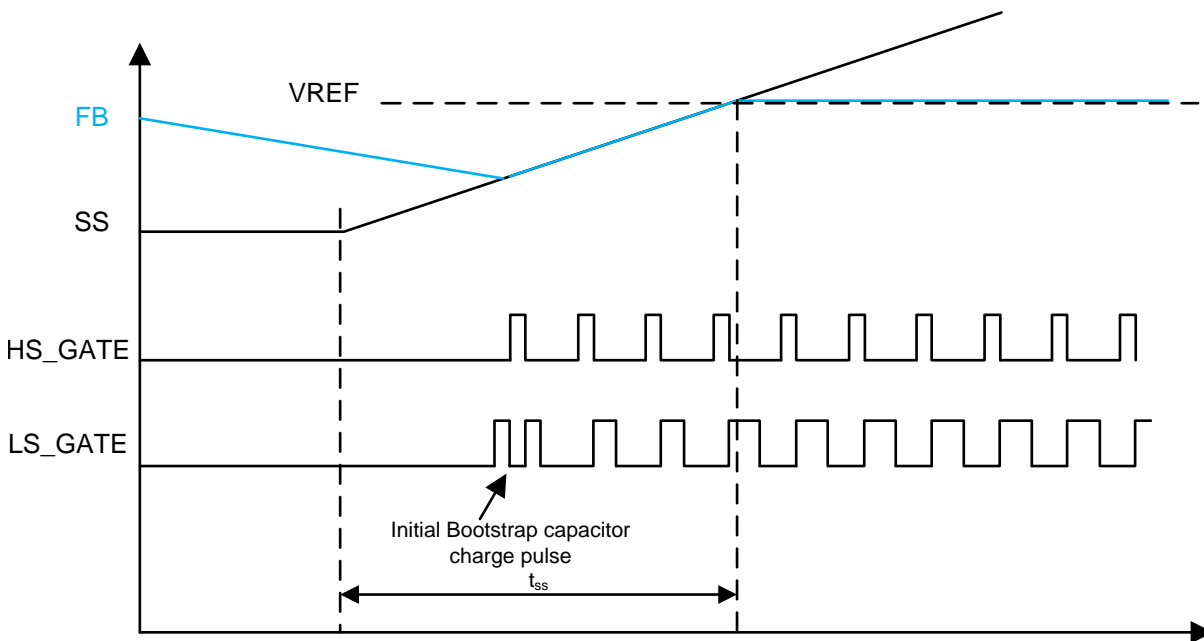 VREF
FB
SS
HS_GATE
LS_GATE
Initial Bootstrap capacitor
charge pulse
tss